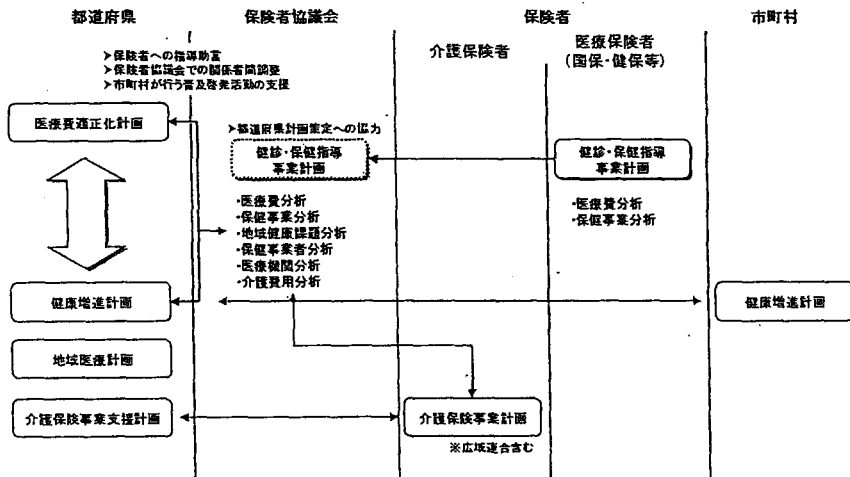 都道府県
保険者協議会
保険者
市町村
介護保険者
医療保険者
(国保・健保等)
➤保険者への指導助言
➤保険者協議会での関係者間調整
➤市町村が行う普及啓発活動の支援
医療費適正化計画
➤都道府県計画策定への協力
健診・保健指導
事業計画
健診・保健指導
事業計画
・医療費分析
・保健事業分析
・地域健康課題分析
・保健事業者分析
・医療機関分析
・介護費用分析
・医療費分析
・保健事業分析
健康増進計画
健康増進計画
地域医療計画
介護保険事業支援計画
介護保険事業計画
※広域連合含む